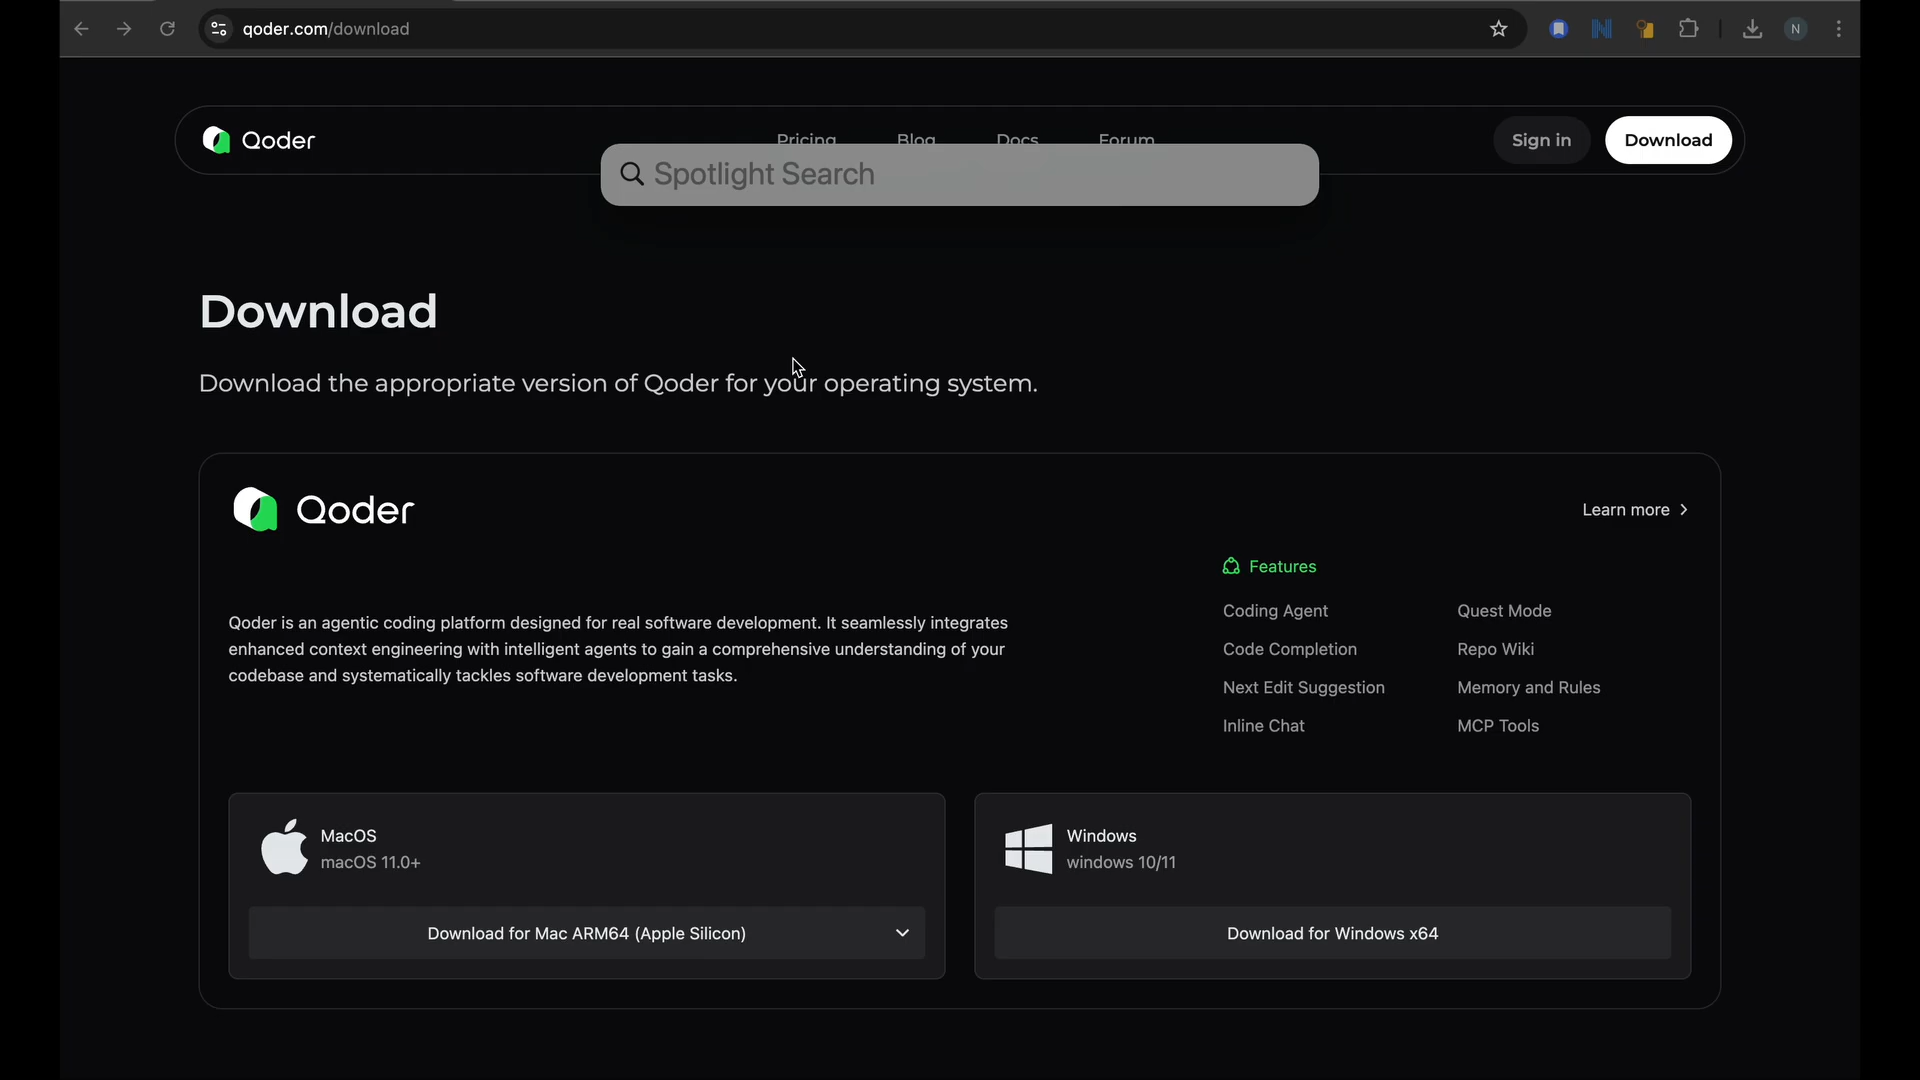 qoder.com/download
N
Qoder
Pricing
Blog
Docs
Forum
Sign in
Download
Spotlight Search
Download
Download the appropriate version of Qoder for your operating system.
Qoder
Learn more
Features
Qoder is an agentic coding platform designed for real software development. It seamlessly integrates
enhanced context engineering with intelligent agents to gain a comprehensive understanding of your
codebase and systematically tackles software development tasks.
Coding Agent
Quest Mode
Code Completion
Repo Wiki
Next Edit Suggestion
Memory and Rules
Inline Chat
MCP Tools
MacOS
macOS 11.0+
Download for Mac ARM64 (Apple Silicon)
Windows
windows 10/11
Download for Windows x64